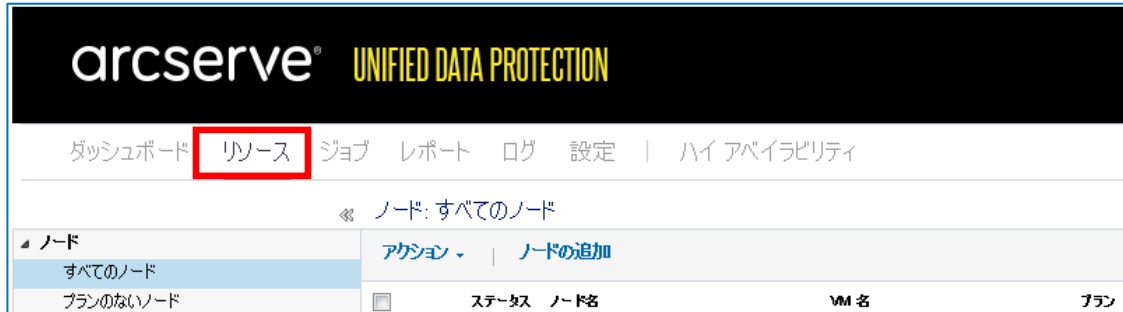 arcserve® UNIFIED DATA PROTECTION
ダッシュボード リソース ジョブ レポート ログ 設定 | ハイ アベイラビリティ
≪ ノード: すべてのノード
ノード
アクション | ノードの追加
すべてのノード
プランのないノード
ステータス ノード名 VM 名 プラン